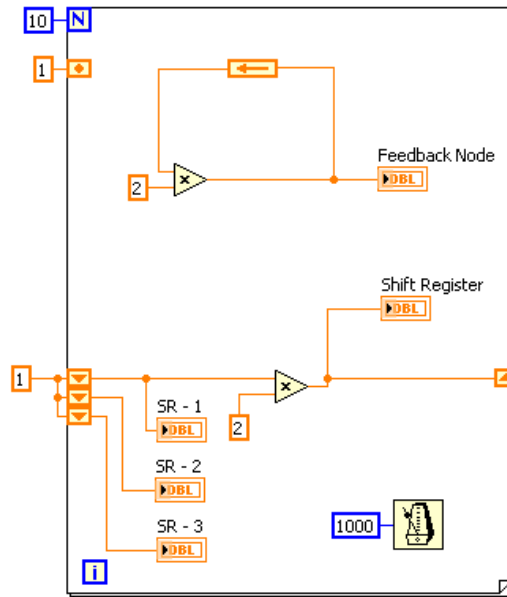 10 N
1
Feedback Node
2
DBL
Shift Register
DBL
1
2
SR - 1
DBL
SR - 2
DBL
SR - 3
DBL
1000
i